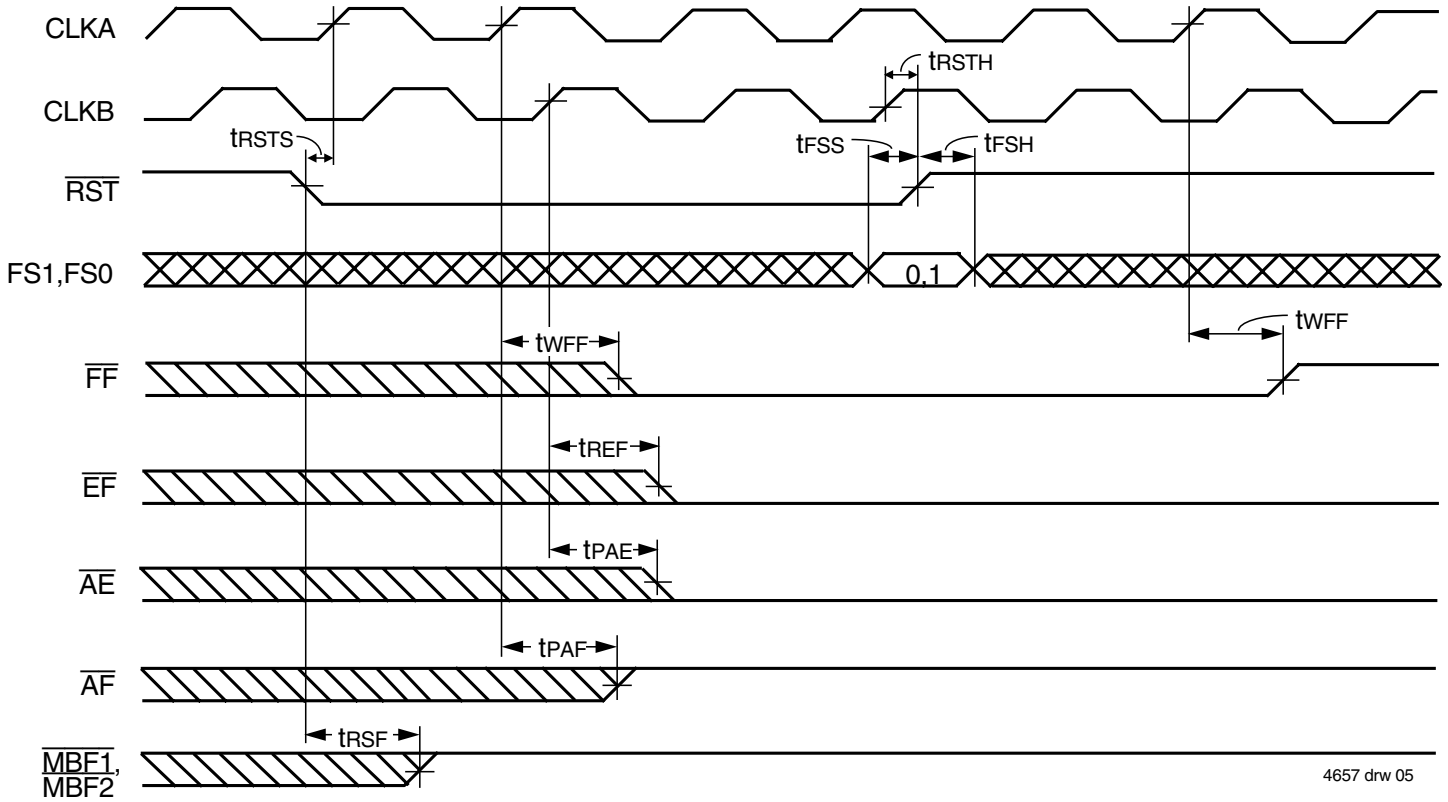 CLKA
tRSTH
CLKB
tRSTS
tFSS
tFSH
RST
FS1,FS0
0,1
tWFF
tWFF
FF
tREF
EF
tPAE
AE
tPAF
AF
tRSF
MBF1,
MBF2
4657 drw 05